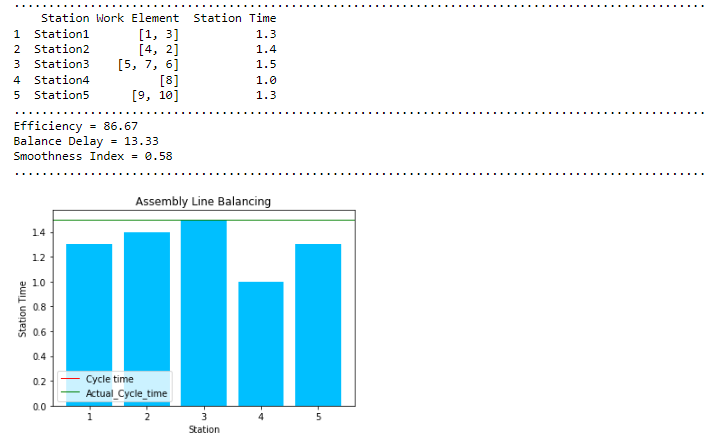 Station Work Element Station Time
1 Station1 [1, 3] 1.3
2 Station2 [4, 2] 1.4
3 Station3 [5, 7, 6] 1.5
4 Station4 [8] 1.0
5 Station5 [9, 10] 1.3
Efficiency = 86.67
Balance Delay = 13.33
Smoothness Index = 0.58
Assembly Line Balancing
1.4
1.2
1.0
0.8
0.6
0.4
0.2
0.0
Station Time
Cycle time
Actual_Cycle_time
1 2 3 4 5
Station